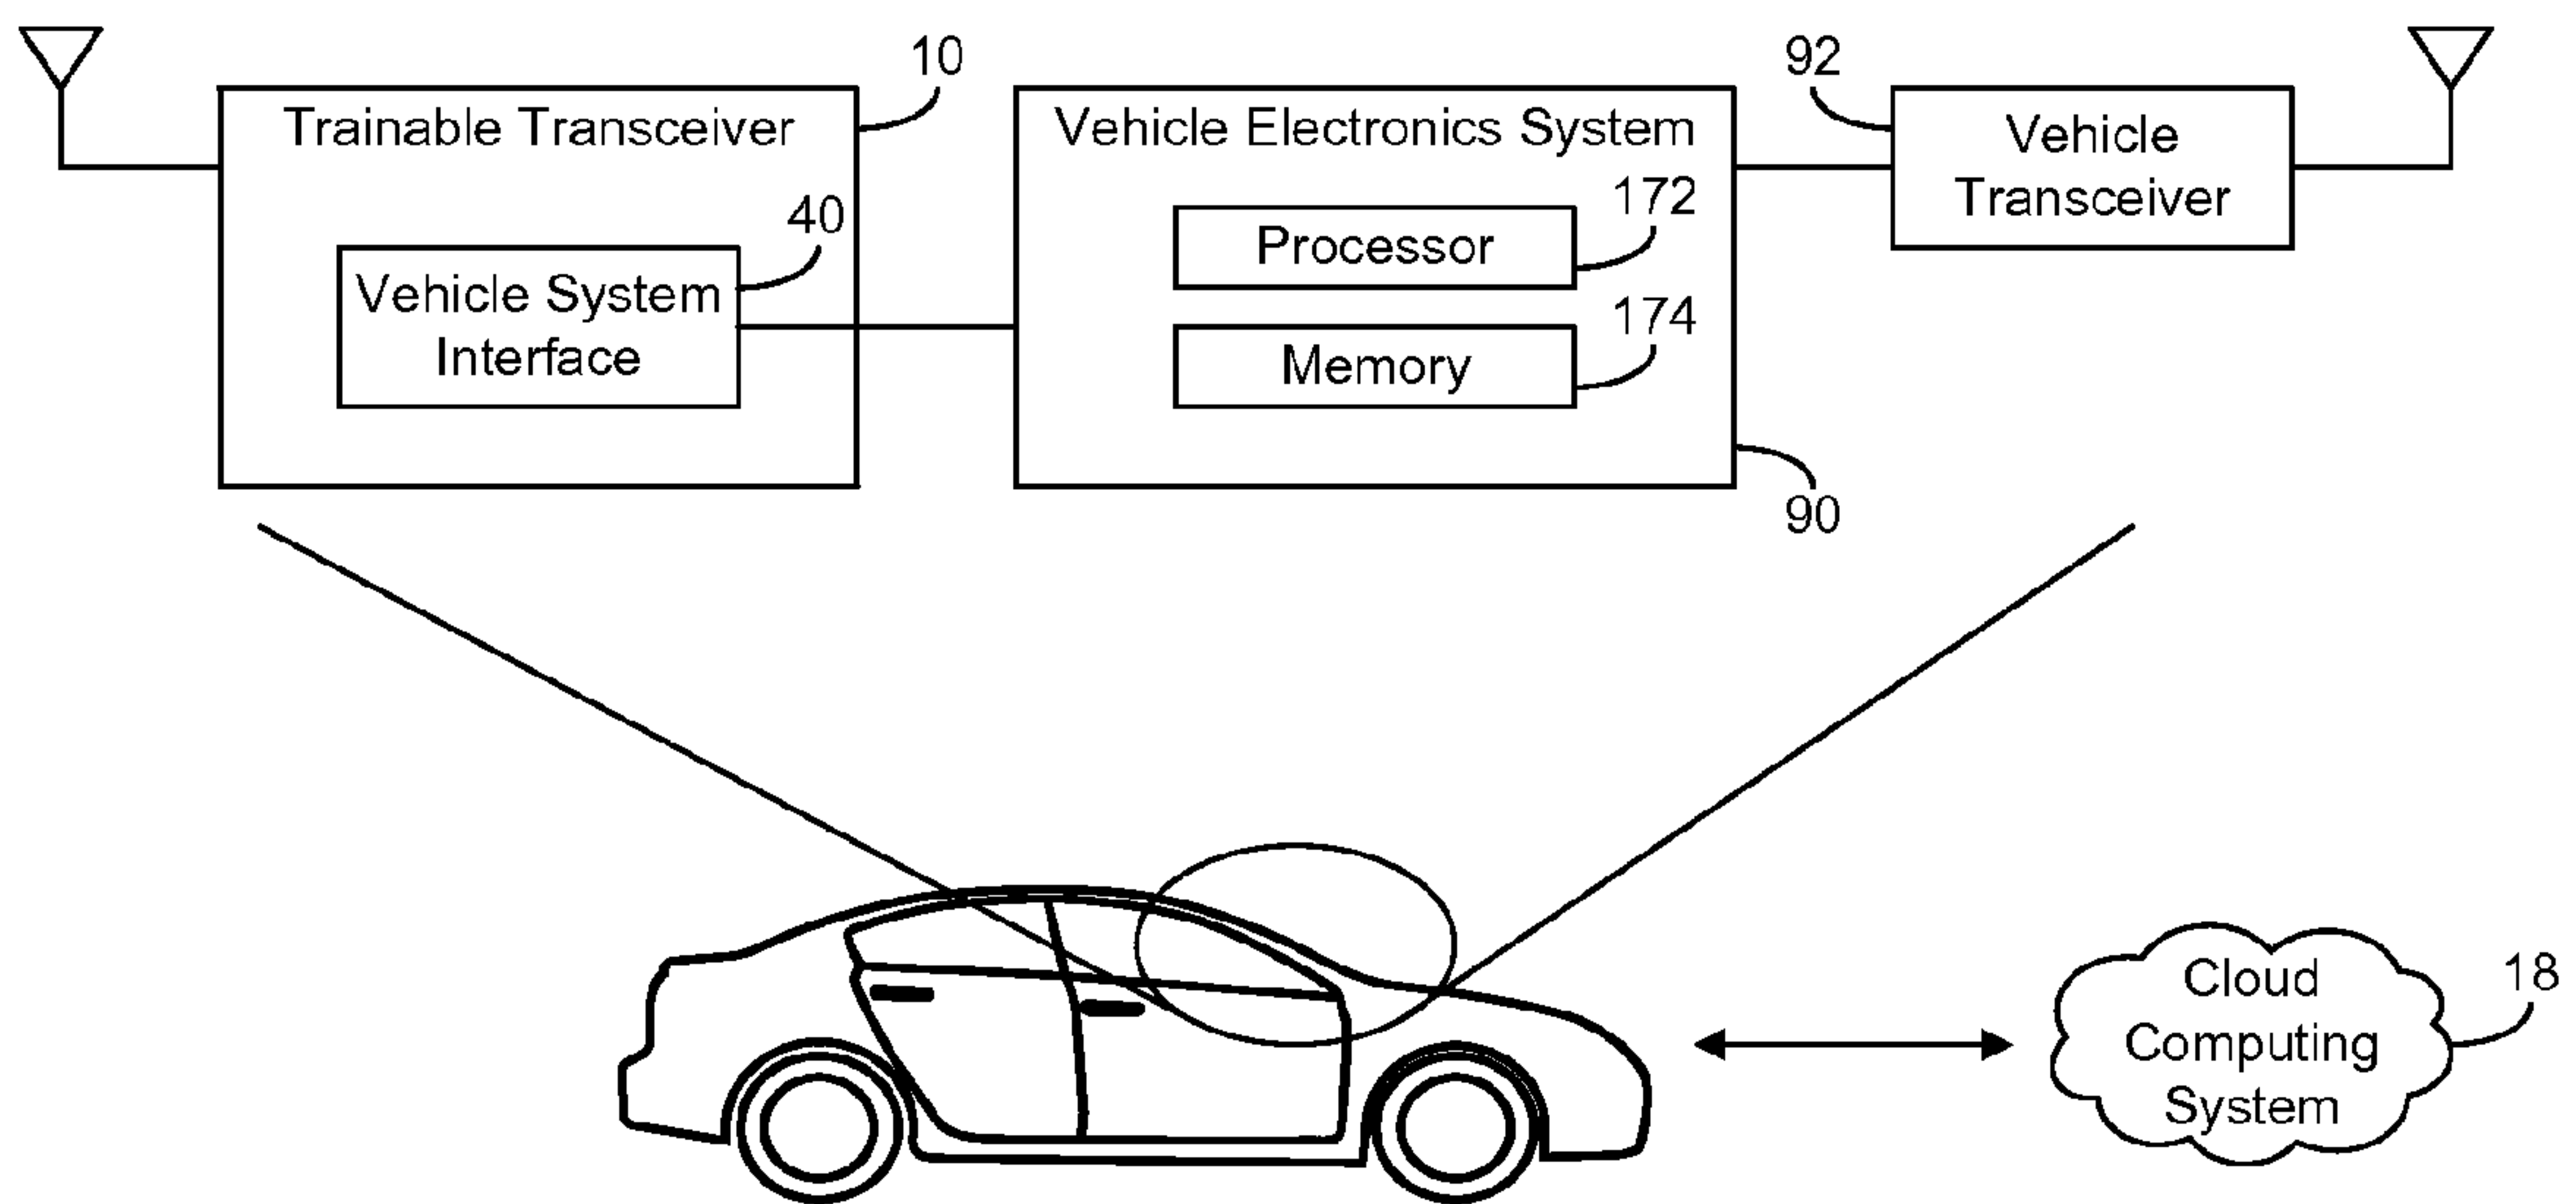 10
Trainable Transceiver
40
Vehicle System
Interface
Vehicle Electronics System
172
Processor
174
Memory
90
92
Vehicle
Transceiver
Cloud
Computing
System
18